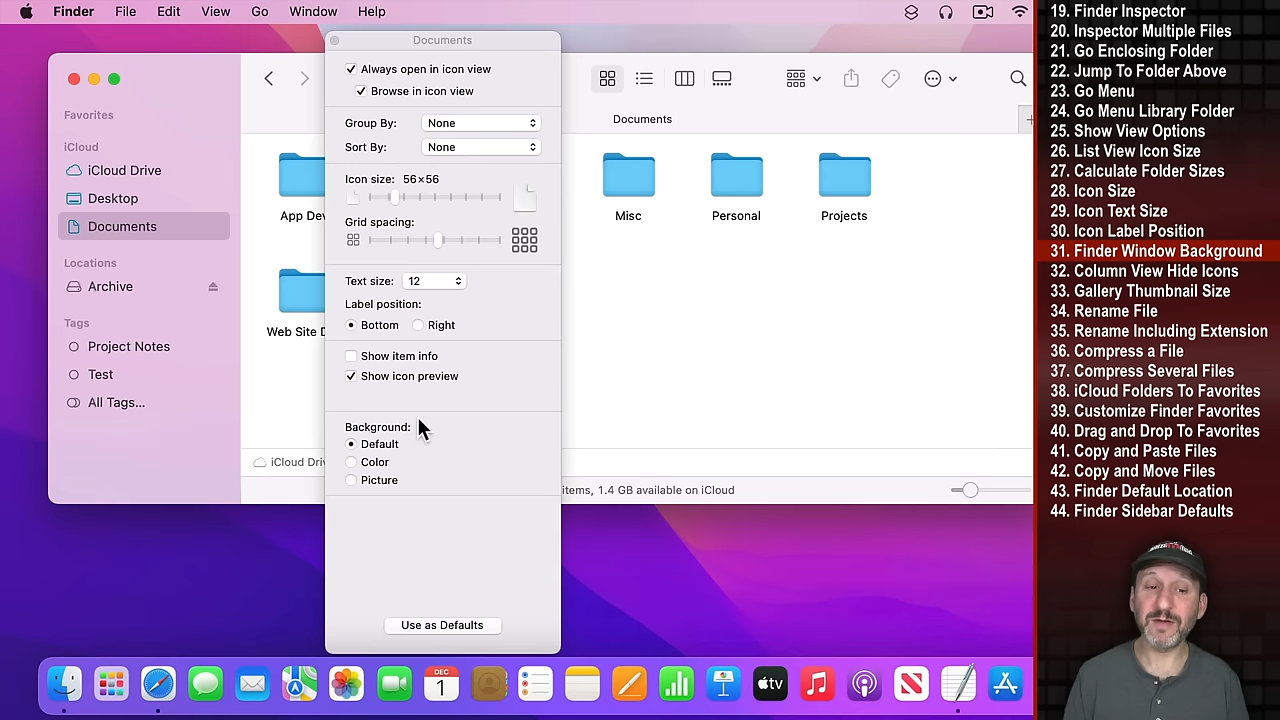 Finder File Edit View Go Window Help
Documents
Always open in icon view
Browse in icon view
Group By: None
Sort By: None
Icon size: 56×56
Grid spacing:
Text size: 12
Label position:
Bottom Right
Show item info
Show icon preview
Background:
Default
Color
Picture
Use as Defaults
Favorites
iCloud
iCloud Drive
Desktop
Documents
Locations
Archive
Tags
Project Notes
Test
All Tags...
Documents
App Dev
Misc
Personal
Projects
Web Site D
iCloud Driv
items, 1.4 GB available on iCloud
DEC
1
tv
19. Finder Inspector
20. Inspector Multiple Files
21. Go Enclosing Folder
22. Jump To Folder Above
23. Go Menu
24. Go Menu Library Folder
25. Show View Options
26. List View Icon Size
27. Calculate Folder Sizes
28. Icon Size
29. Icon Text Size
30. Icon Label Position
31. Finder Window Background
32. Column View Hide Icons
33. Gallery Thumbnail Size
34. Rename File
35. Rename Including Extension
36. Compress a File
37. Compress Several Files
38. iCloud Folders To Favorites
39. Customize Finder Favorites
40. Drag and Drop To Favorites
41. Copy and Paste Files
42. Copy and Move Files
43. Finder Default Location
44. Finder Sidebar Defaults